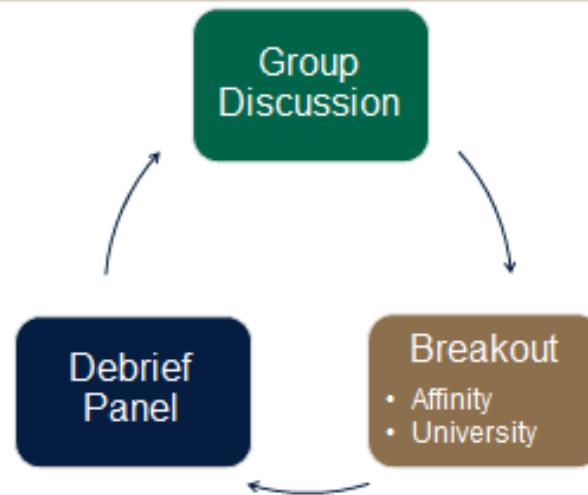 Group
Discussion
Breakout
• Affinity
• University
Debrief
Panel